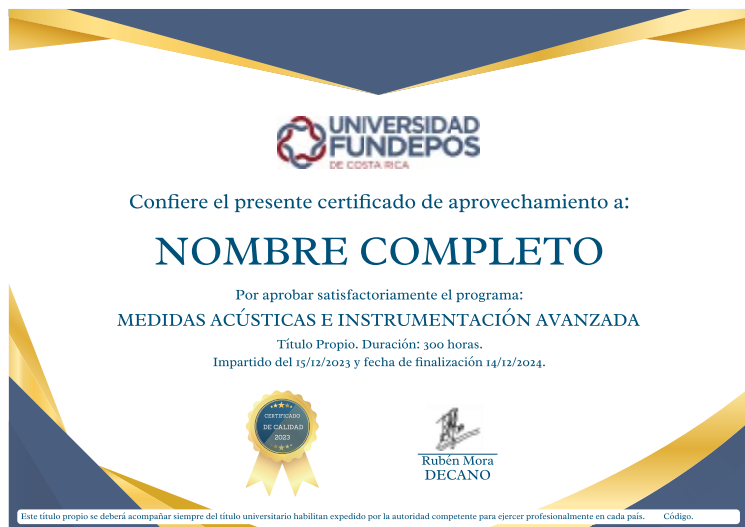 UNIVERSIDAD
FUNDEPOS
DE COSTA RICA
Confiere el presente certificado de aprovechamiento a:
NOMBRE COMPLETO
Por aprobar satisfactoriamente el programa:
MEDIDAS ACÚSTICAS E INSTRUMENTACIÓN AVANZADA
Título Propio. Duración: 300 horas.
Impartido del 15/12/2023 y fecha de finalización 14/12/2024.
CERTIFICADO
DE CALIDAD
2023
Rubén Mora
DECANO
Este título propio se deberá acompañar siempre del título universitario habilitan expedido por la autoridad competente para ejercer profesionalmente en cada país. Código.